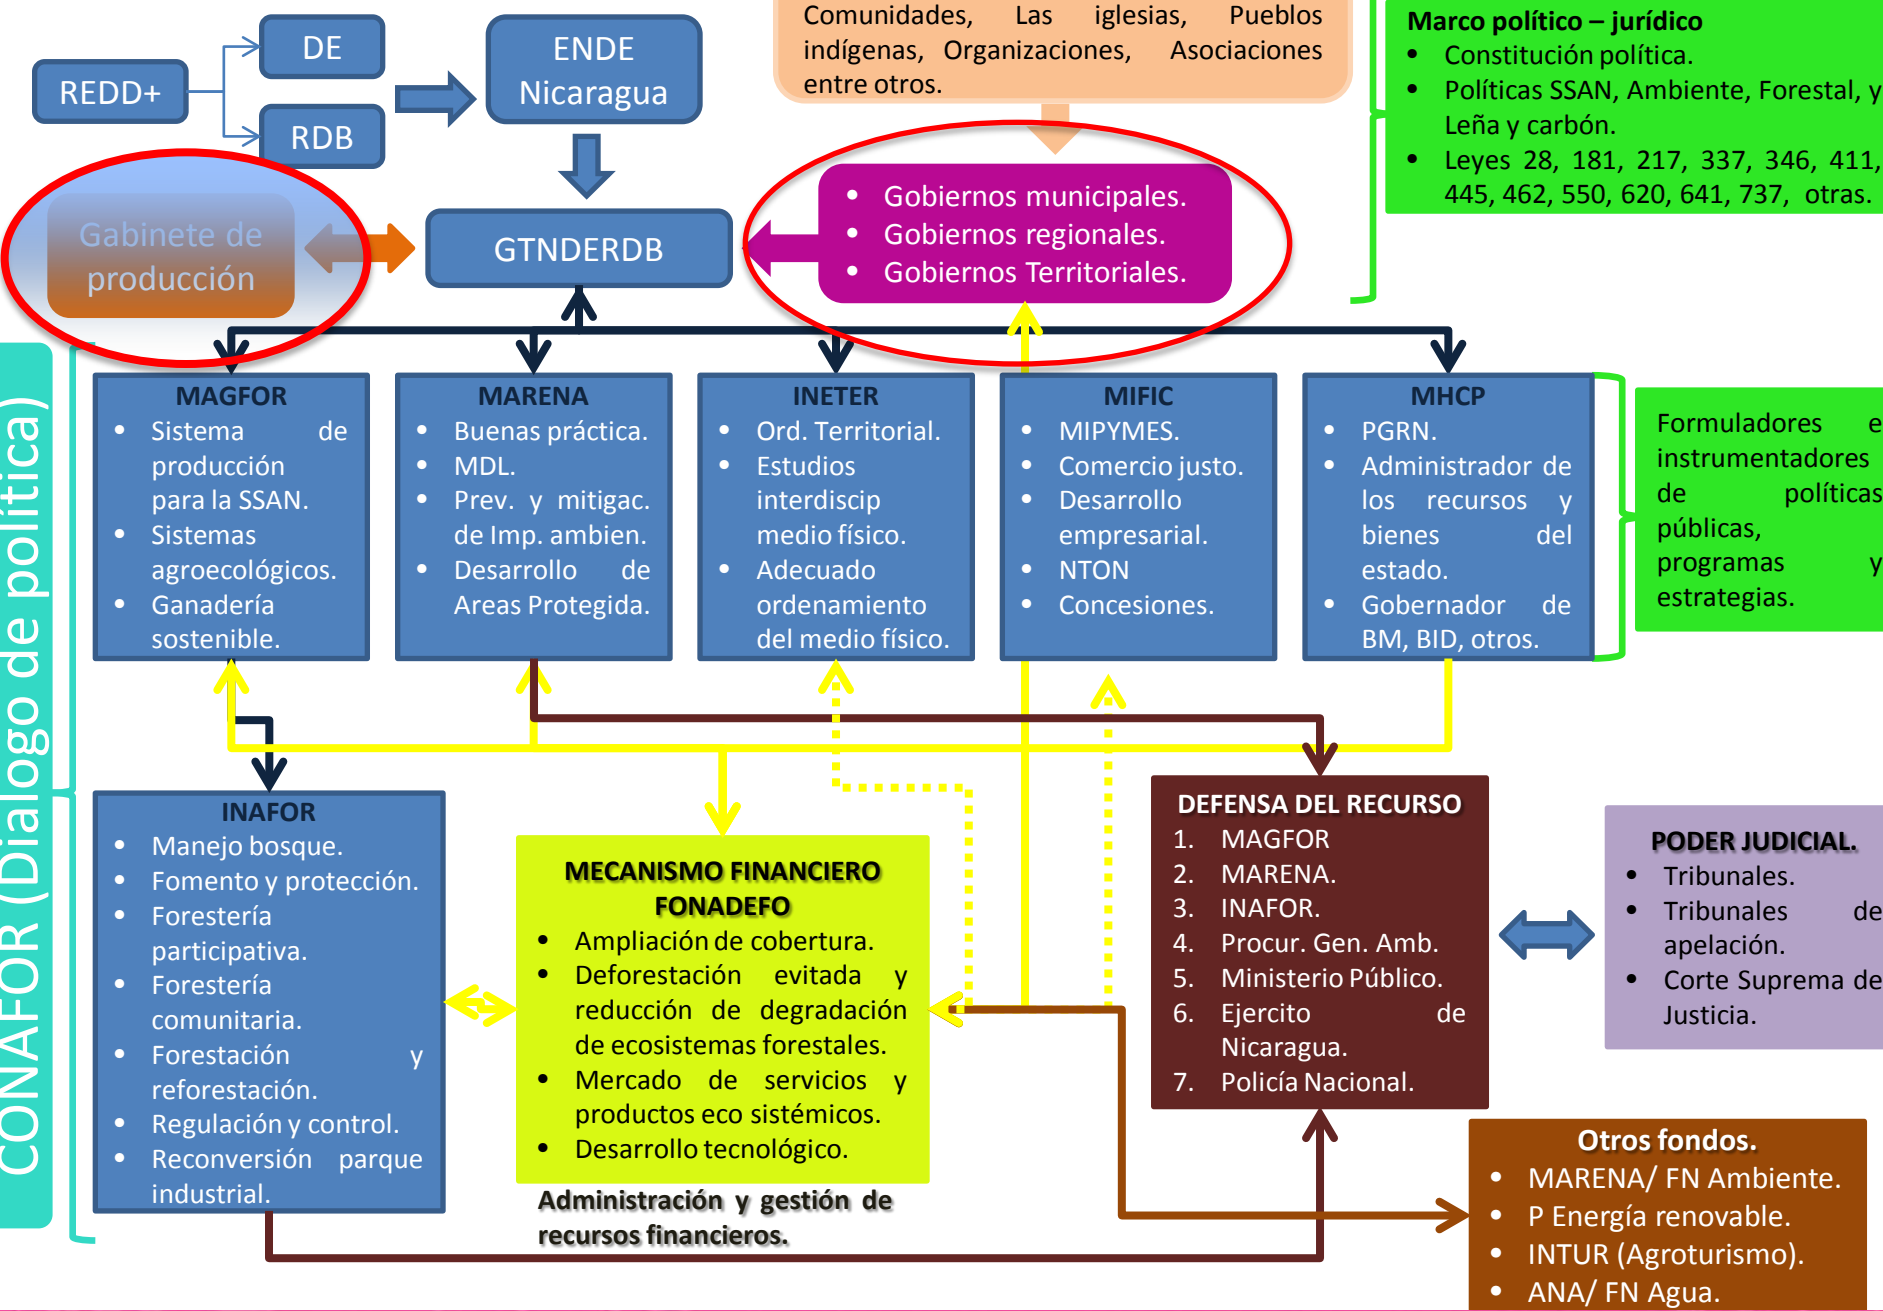 Comunidades, Las iglesias, Pueblos
indígenas, Organizaciones, Asociaciones
entre otros.
Marco político – jurídico
• Constitución política.
• Políticas SSAN, Ambiente, Forestal, y
Leña y carbón.
• Leyes 28, 181, 217, 337, 346, 411,
445, 462, 550, 620, 641, 737, otras.
REDD+
DE
RDB
ENDE
Nicaragua
Gabinete de
producción
GTNDERDB
• Gobiernos municipales.
• Gobiernos regionales.
• Gobiernos Territoriales.
CONAFOR (Dialogo de política)
MAGFOR
• Sistema de
producción
para la SSAN.
• Sistemas
agroecológicos.
• Ganadería
sostenible.
MARENA
• Buenas práctica.
• MDL.
• Prev. y mitigac.
de Imp. ambien.
• Desarrollo de
Areas Protegida.
INETER
• Ord. Territorial.
• Estudios
interdiscip
medio físico.
• Adecuado
ordenamiento
del medio físico.
MIFIC
• MIPYMES.
• Comercio justo.
• Desarrollo
empresarial.
• NTON
• Concesiones.
MHCP
• PGRN.
• Administrador de
los recursos y
bienes del
estado.
• Gobernador de
BM, BID, otros.
Formuladores e
instrumentadores
de políticas
públicas,
programas y
estrategias.
INAFOR
• Manejo bosque.
• Fomento y protección.
• Forestería
participativa.
• Forestería
comunitaria.
• Forestación y
reforestación.
• Regulación y control.
• Reconversión parque
industrial.
MECANISMO FINANCIERO
FONADEFO
• Ampliación de cobertura.
• Deforestación evitada y
reducción de degradación
de ecosistemas forestales.
• Mercado de servicios y
productos eco sistémicos.
• Desarrollo tecnológico.
Administración y gestión de
recursos financieros.
DEFENSA DEL RECURSO
1. MAGFOR
2. MARENA.
3. INAFOR.
4. Procur. Gen. Amb.
5. Ministerio Público.
6. Ejercito de
Nicaragua.
7. Policía Nacional.
PODER JUDICIAL.
• Tribunales.
• Tribunales de
apelación.
• Corte Suprema de
Justicia.
Otros fondos.
• MARENA/ FN Ambiente.
• P Energía renovable.
• INTUR (Agroturismo).
• ANA/ FN Agua.